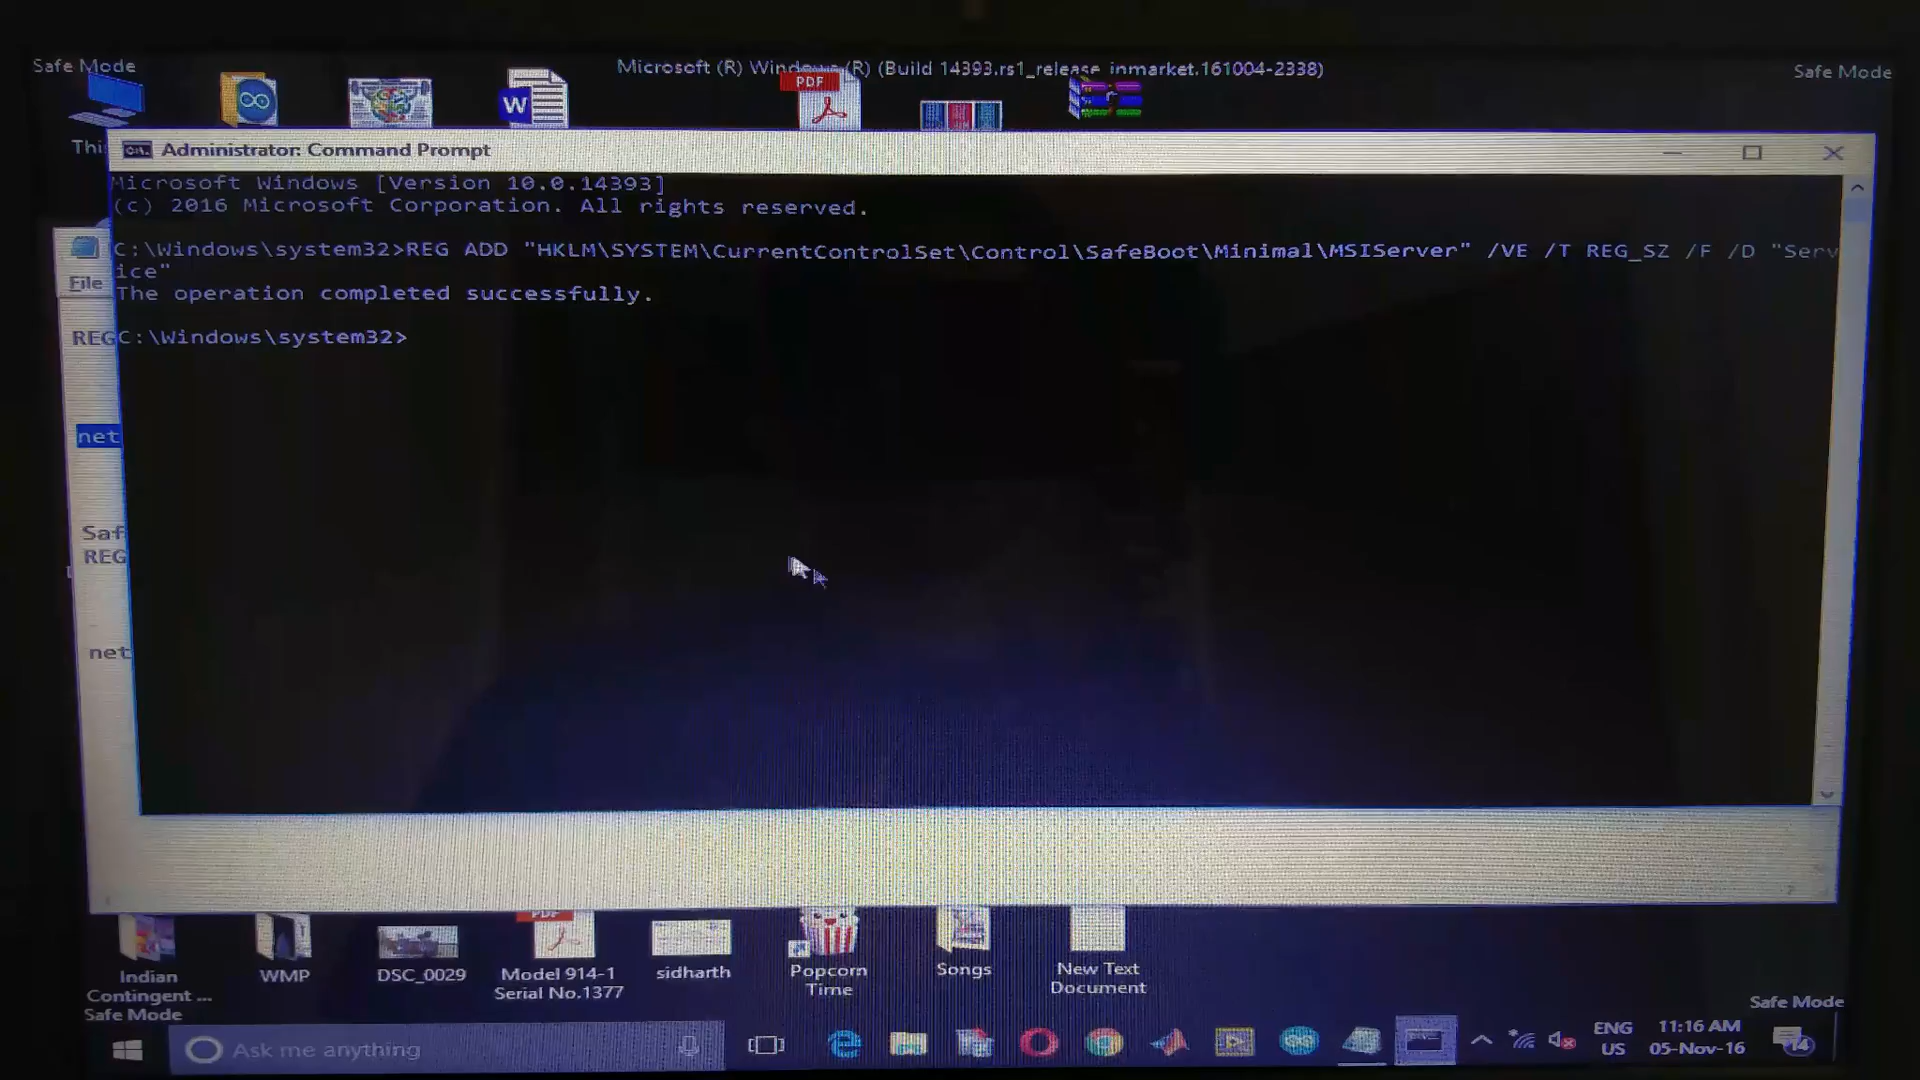 Safe Mode
Microsoft (R) Windows (R) (Build 14393.rs1_release_inmarket.161004-2338)
Safe Mode
W
PDF
Thi
Administrator: Command Prompt
Microsoft Windows [Version 10.0.14393]
(c) 2016 Microsoft Corporation. All rights reserved.
C:\Windows\system32>REG ADD "HKLM\SYSTEM\CurrentControlSet\Control\SafeBoot\Minimal\MSIServer" /VE /T REG_SZ /F /D "Serv
ice"
The operation completed successfully.
C:\Windows\system32>
File
REG
net
Saf
REG
net
PDF
Indian
Contingent ...
WMP
DSC_0029
Model 914-1
Serial No.1377
sidharth
Popcorn
Time
Songs
New Text
Document
Safe Mode
Safe Mode
Ask me anything
ENG
US
11:16 AM
05-Nov-16
14